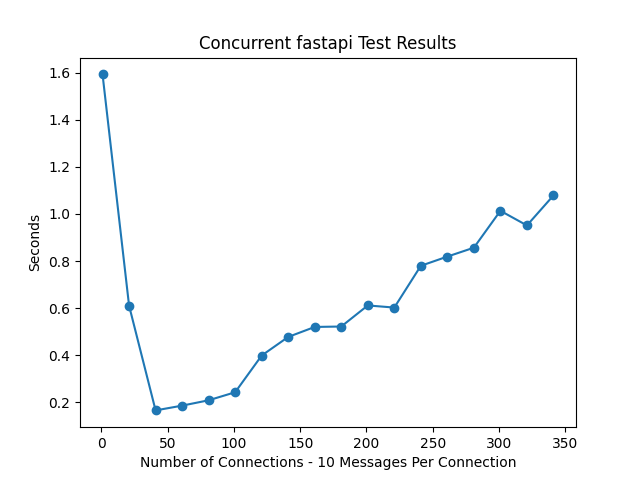 Concurrent fastapi Test Results
1.6
1.4
1.2
1.0
0.8
0.6
0.4
0.2
Seconds
0 50 100 150 200 250 300 350
Number of Connections - 10 Messages Per Connection